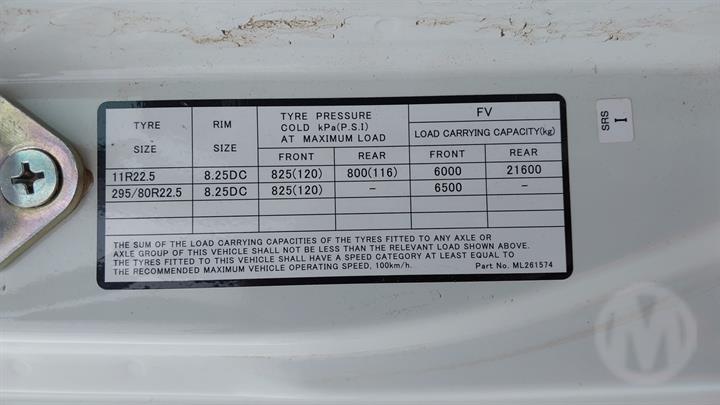 TYRE SIZE RIM SIZE TYRE PRESSURE COLD kPa(P.S.I) AT MAXIMUM LOAD FV
LOAD CARRYING CAPACITY(kg)
FRONT REAR FRONT REAR
11R22.5 8.25DC 825(120) 800(116) 6000 21600
295/80R22.5 8.25DC 825(120) – 6500 –
THE SUM OF THE LOAD CARRYING CAPACITIES OF THE TYRES FITTED TO ANY AXLE OR
AXLE GROUP OF THIS VEHICLE SHALL NOT BE LESS THAN THE RELEVANT LOAD SHOWN ABOVE.
THE TYRES FITTED TO THIS VEHICLE SHALL HAVE A SPEED CATEGORY AT LEAST EQUAL TO
THE RECOMMENDED MAXIMUM VEHICLE OPERATING SPEED, 100km/h. Part No. ML261574
SRS I
M